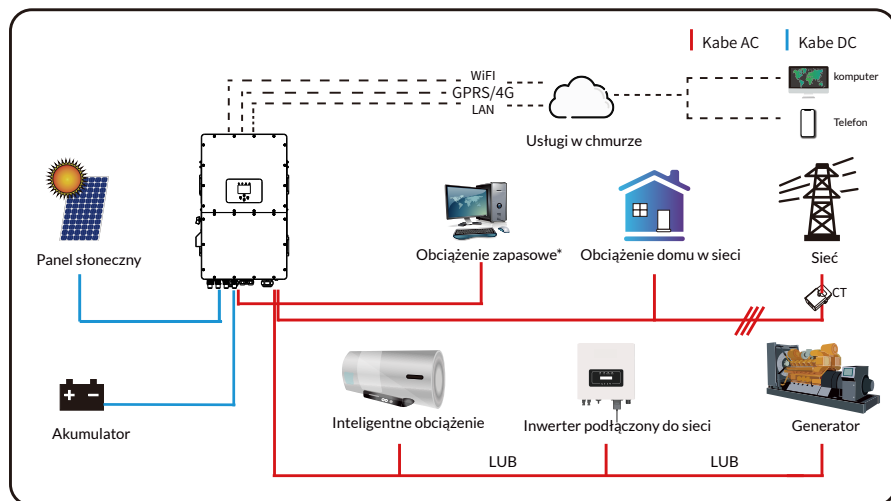 Kabe AC
Kabe DC
WiFI
GPRS/4G
LAN
komputer
Usługi w chmurze
Telefon
Panel słoneczny
Obciążenie zapasowe*
Obciążenie domu w sieci
Sieć
CT
Akumulator
Inteligentne obciążenie
Inwerter podłączony do sieci
Generator
LUB
LUB